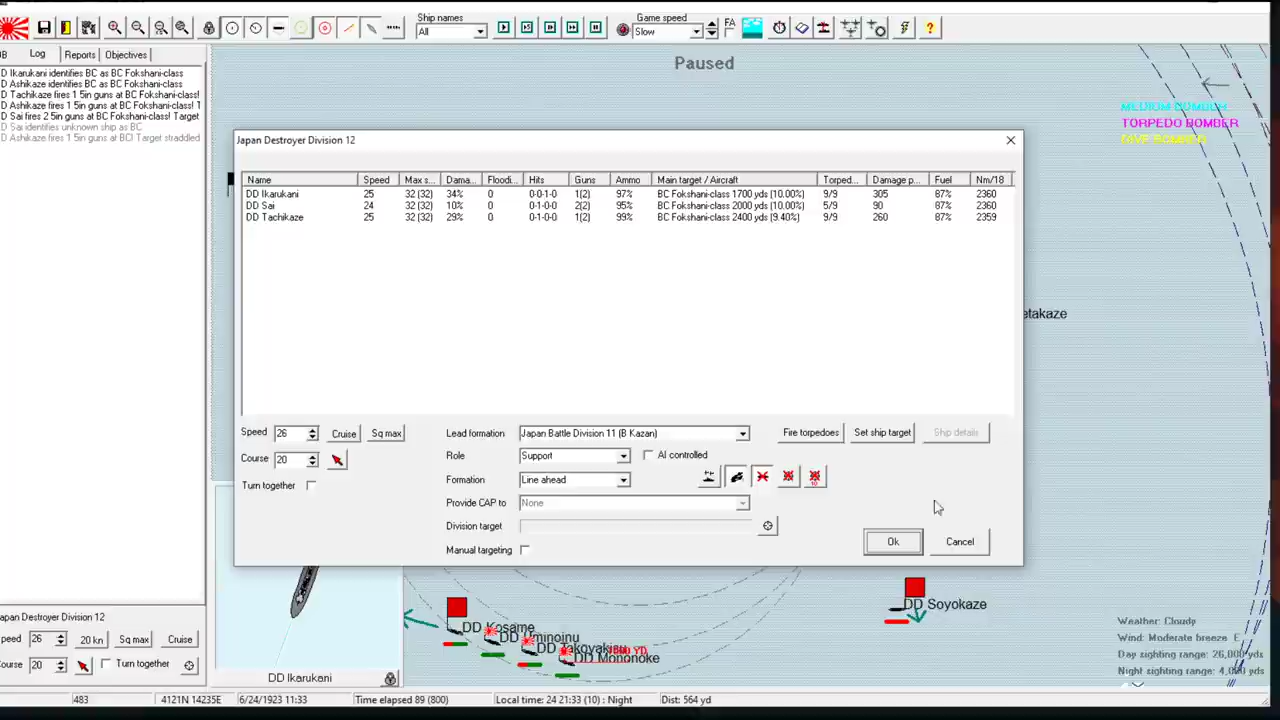 Ship names
All
Game speed
Slow
FA
Log
Reports
Objectives
D Ikarukani identifies BC as BC Fokshani-class
D Ashikaze identifies BC as BC Fokshani-class
D Tachikaze fires 1 5in guns at BC Fokshani-class!
D Ashikaze fires 1 5in guns at BC Fokshani-class! 1
D Sai fires 2 5in guns at BC Fokshani-class! Target
D Sai identifies unknown ship as BC
D Ashikaze fires 1 5in guns at BC! Target straddled
Paused
MEDIUM BOMBER
TORPEDO BOMBER
DIVE BOMBER
Japan Destroyer Division 12
Name Speed Max s... Dama... Floodi... Hits Guns Ammo Main target / Aircraft Torped... Damage p... Fuel Nm/18
DD Ikarukani 25 32 (32) 34% 0 0-0-1-0 1(2) 97% BC Fokshani-class 1700 yds (10.00%) 9/9 305 87% 2360
DD Sai 24 32 (32) 10% 0 0-1-0-0 2(2) 95% BC Fokshani-class 2000 yds (10.00%) 5/9 90 87% 2360
DD Tachikaze 25 32 (32) 29% 0 0-1-0-0 1(2) 99% BC Fokshani-class 2400 yds (9.40%) 9/9 260 87% 2359
etakaze
Speed 26 Cruise Sq max
Course 20
Turn together
Lead formation Japan Battle Division 11 (B Kazan)
Role Support AI controlled
Formation Line ahead
Provide CAP to None
Division target
Manual targeting
Fire torpedoes Set ship target Ship details
Ok Cancel
DD Kosame
DD Uminoinu
DD Takoyakisu
DD Mononoke
DD Soyokaze
Weather: Cloudy
Wind: Moderate breeze E
Day sighting range: 26,000 yds
Night sighting range: 4,000 yds
apan Destroyer Division 12
peed 26 20 kn Sq max Cruise
ourse 20 Turn together
DD Ikarukani
483 4121N 14235E 6/24/1923 11:33 Time elapsed 89 (800) Local time: 24 21:33 (10) : Night Dist: 564 yd